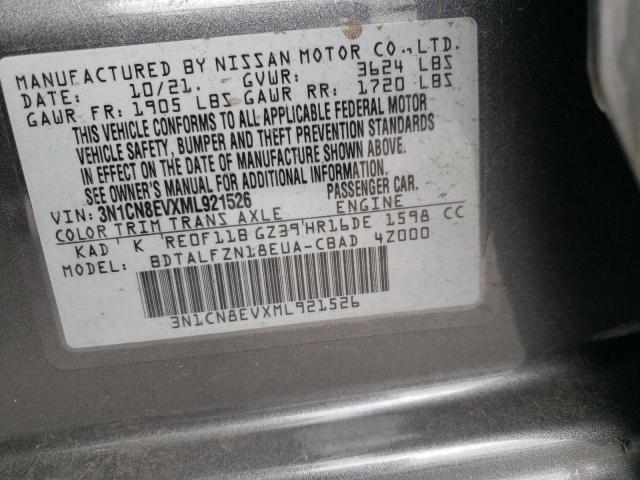 MANUFACTURED BY NISSAN MOTOR CO., LTD.
DATE: 10/21. GVWR: 3624 LBS
GAWR FR: 1905 LBS GAWR RR: 1720 LBS
THIS VEHICLE CONFORMS TO ALL APPLICABLE FEDERAL MOTOR
VEHICLE SAFETY, BUMPER AND THEFT PREVENTION STANDARDS
IN EFFECT ON THE DATE OF MANUFACTURE SHOWN ABOVE.
SEE OWNER'S MANUAL FOR ADDITIONAL INFORMATION
VIN: 3N1CN8EVXML921526 PASSENGER CAR.
COLOR TRIM TRANS AXLE ENGINE
KAD K RE0F11B GZ39 HR16DE 1598 CC
MODEL: BDTALFZN18EUA-CBAD 4Z000
3N1CN8EVXML921526